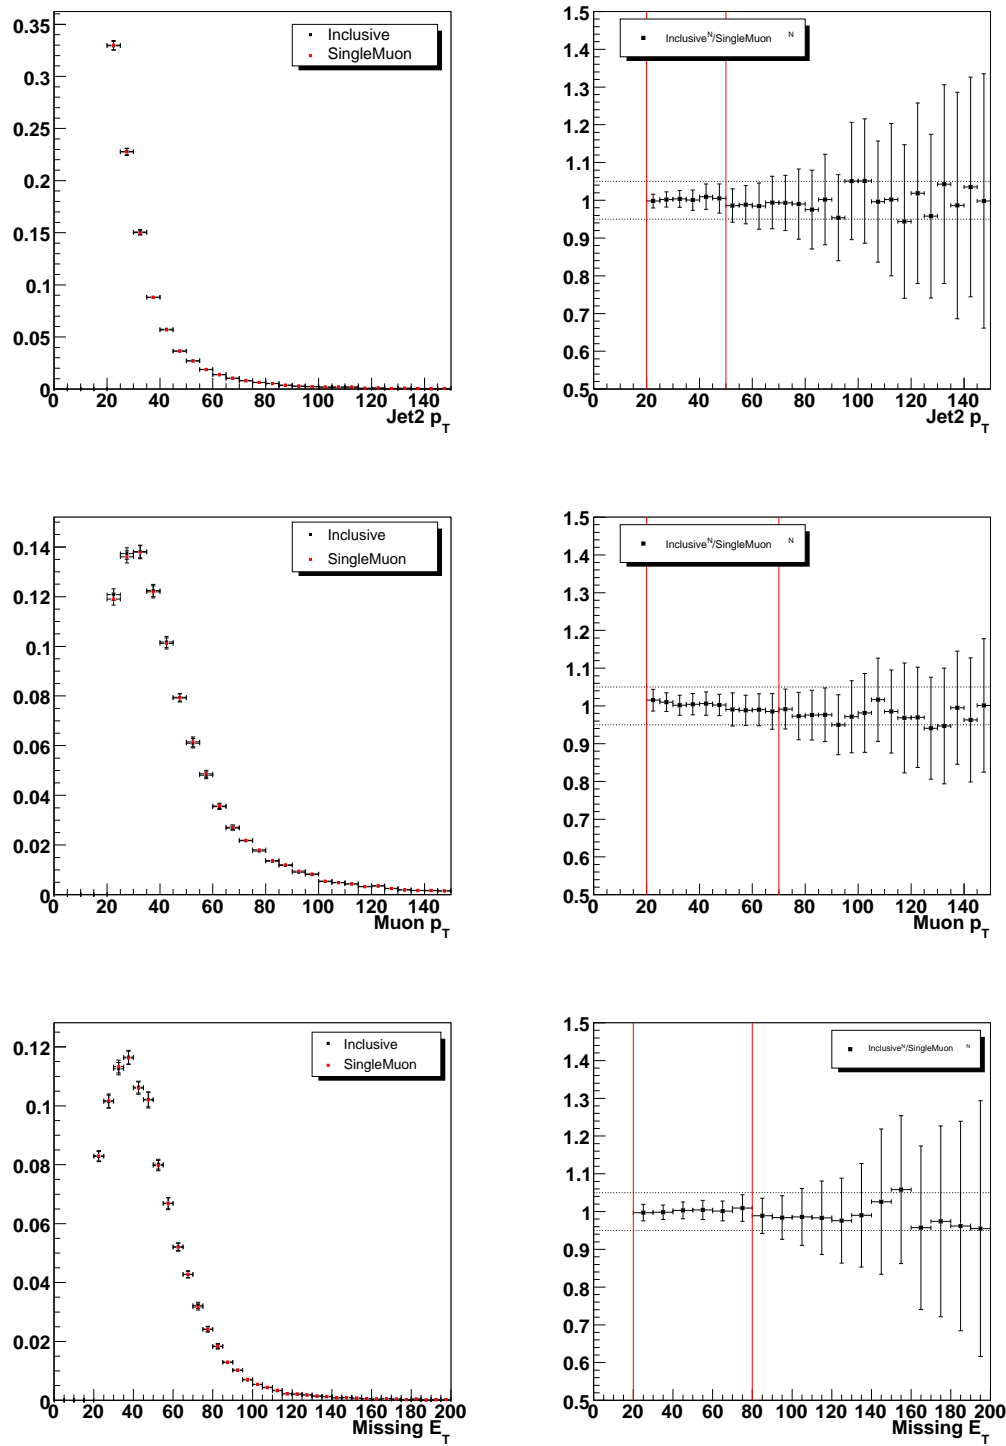 0.35
0.3
0.25
0.2
0.15
0.1
0.05
0
0 20 40 60 80 100 120 140
Jet2 p_T
Inclusive
SingleMuon
1.5
1.4
1.3
1.2
1.1
1
0.9
0.8
0.7
0.6
0.5
0 20 40 60 80 100 120 140
Jet2 p_T
Inclusive^N/SingleMuon^N
0.14
0.12
0.1
0.08
0.06
0.04
0.02
0
0 20 40 60 80 100 120 140
Muon p_T
Inclusive
SingleMuon
1.5
1.4
1.3
1.2
1.1
1
0.9
0.8
0.7
0.6
0.5
0 20 40 60 80 100 120 140
Muon p_T
Inclusive^N/SingleMuon^N
0.12
0.1
0.08
0.06
0.04
0.02
0
0 20 40 60 80 100 120 140 160 180 200
Missing E_T
Inclusive
SingleMuon
1.5
1.4
1.3
1.2
1.1
1
0.9
0.8
0.7
0.6
0.5
0 20 40 60 80 100 120 140 160 180 200
Missing E_T
Inclusive^N/SingleMuon^N